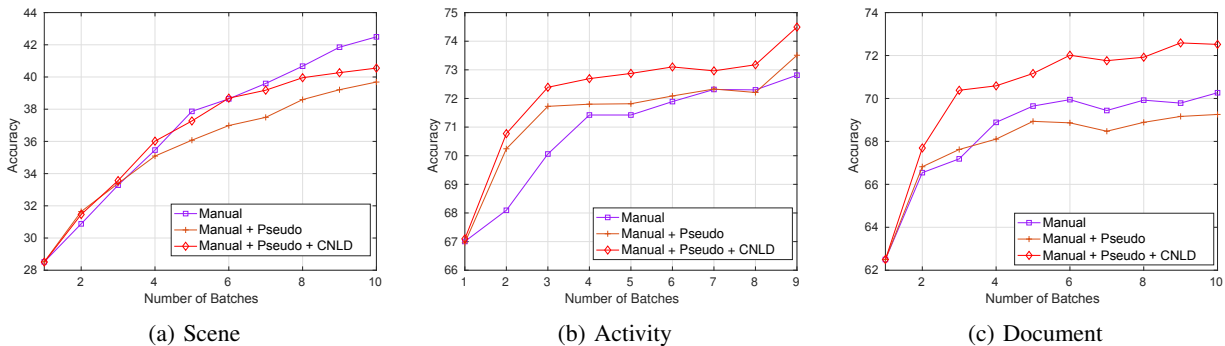 44
42
40
38
36
34
32
30
28
Accuracy
2
4
6
8
10
Number of Batches
Manual
Manual + Pseudo
Manual + Pseudo + CNLD
(a) Scene
75
74
73
72
71
70
69
68
67
66
Accuracy
1
2
3
4
5
6
7
8
9
Number of Batches
Manual
Manual + Pseudo
Manual + Pseudo + CNLD
(b) Activity
74
72
70
68
66
64
62
Accuracy
2
4
6
8
10
Number of Batches
Manual
Manual + Pseudo
Manual + Pseudo + CNLD
(c) Document